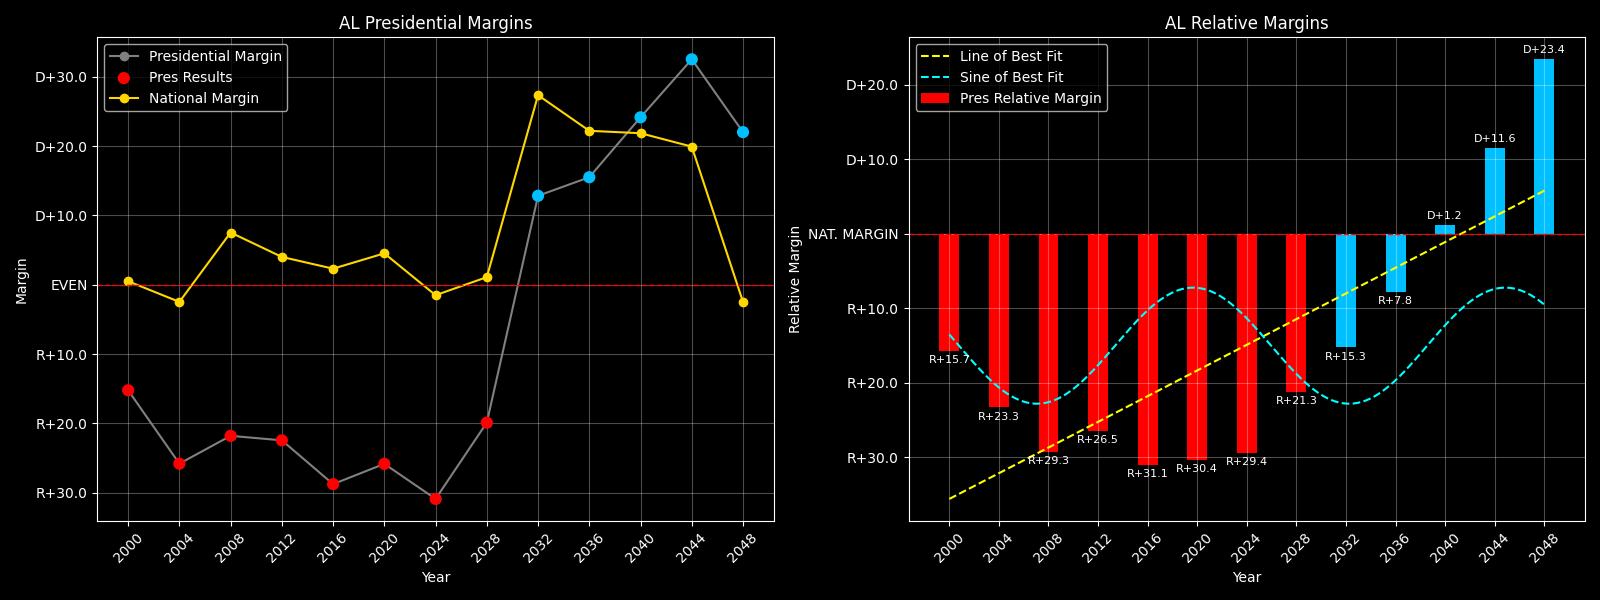 AL Presidential Margins
Presidential Margin
Pres Results
National Margin
D+30.0
D+20.0
D+10.0
EVEN
R+10.0
R+20.0
R+30.0
Margin
2000
2004
2008
2012
2016
2020
2024
2028
2032
2036
2040
2044
2048
Year
AL Relative Margins
Line of Best Fit
Sine of Best Fit
Pres Relative Margin
D+20.0
D+10.0
NAT. MARGIN
R+10.0
R+20.0
R+30.0
Relative Margin
R+15.7
R+23.3
R+29.3
R+26.5
R+31.1
R+30.4
R+29.4
R+21.3
R+15.3
R+7.8
D+1.2
D+11.6
D+23.4
2000
2004
2008
2012
2016
2020
2024
2028
2032
2036
2040
2044
2048
Year